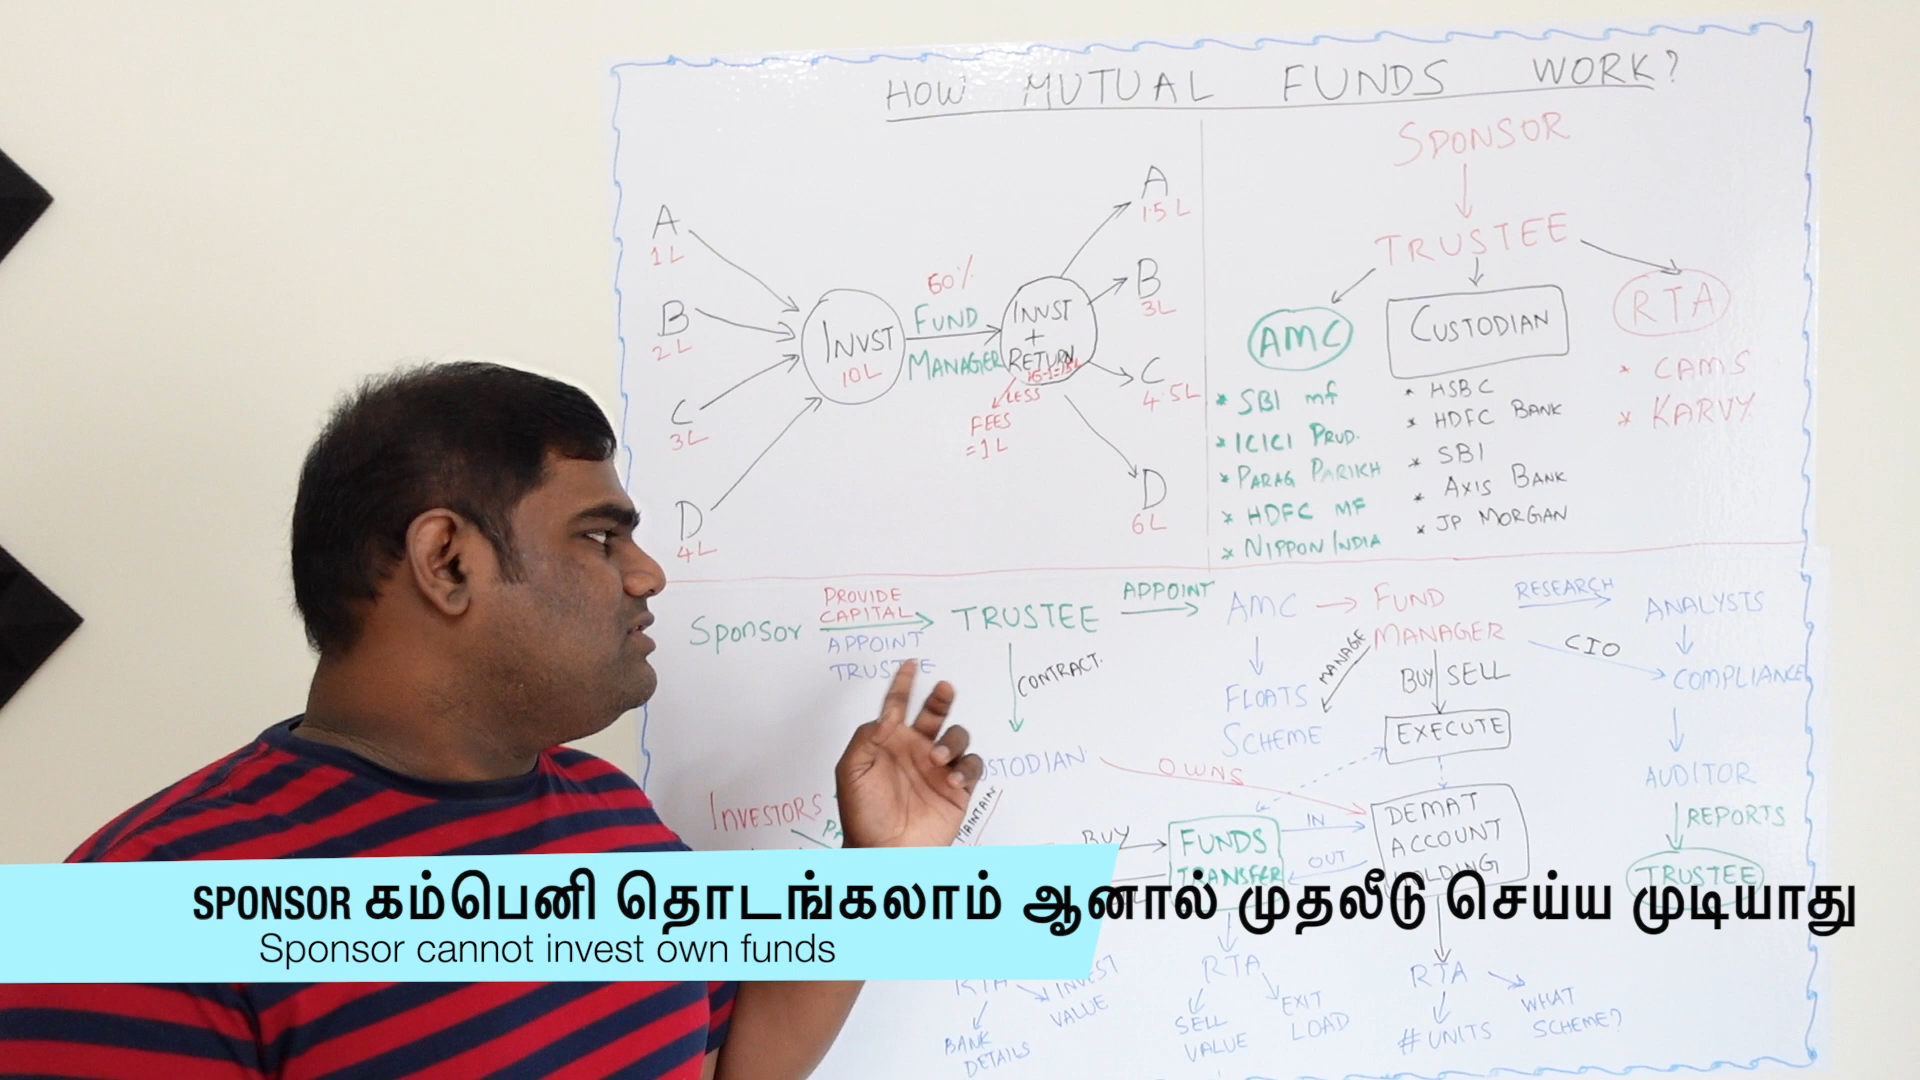 HOW MUTUAL FUNDS WORK?
A
1L
B
2L
C
3L
D
4L
INVST
10L
60%
FUND
MANAGER
INVST
+
RETURN
LESS
FEES
=1L
A
1.5L
B
3L
C
4.5L
D
6L
SPONSOR
TRUSTEE
AMC
* SBI mf
* ICICI PRUD.
* PARAG PARIKH
* HDFC MF
* NIPPON INDIA
CUSTODIAN
* HSBC
* HDFC BANK
* SBI
* AXIS BANK
* JP MORGAN
RTA
* CAMS
* KARVY
SPONSOR
PROVIDE
CAPITAL
APPOINT
TRUSTEE
TRUSTEE
APPOINT
AMC
FUND
MANAGER
RESEARCH
ANALYSTS
CIO
COMPLIANCE
AUDITOR
REPORTS
TRUSTEE
CONTRACT.
FLOATS
SCHEME
MANAGE
BUY SELL
EXECUTE
OWNS
INVESTORS
MAINTAIN
BUY
FUNDS
TRANSFER
IN
OUT
DEMAT
ACCOUNT
SPONSOR கம்பெனி தொடங்கலாம் ஆனால் முதலீடு செய்ய முடியாது
Sponsor cannot invest own funds
RTA
INVEST
VALUE
BANK
DETAILS
RTA
SELL
VALUE
EXIT
LOAD
RTA
# UNITS
WHAT
SCHEME?